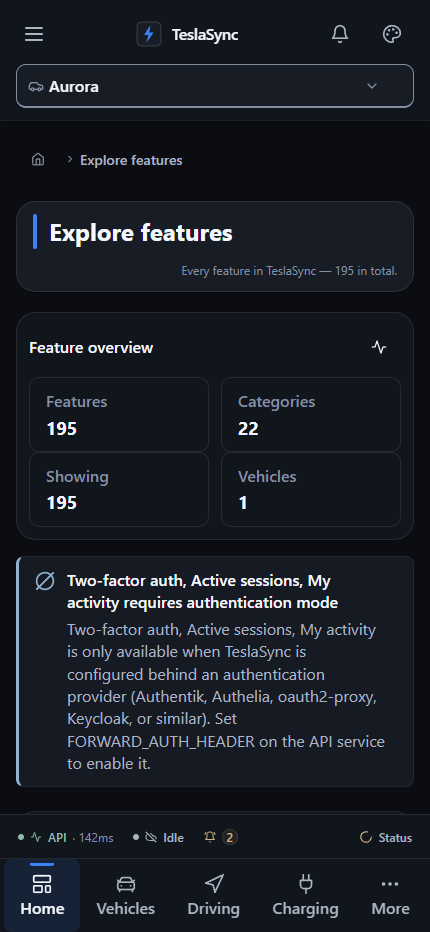 TeslaSync
Aurora
Explore features
Explore features
Every feature in TeslaSync — 195 in total.
Feature overview
Features
195
Categories
22
Showing
195
Vehicles
1
Two-factor auth, Active sessions, My
activity requires authentication mode
Two-factor auth, Active sessions, My activity
is only available when TeslaSync is
configured behind an authentication
provider (Authentik, Authelia, oauth2-proxy,
Keycloak, or similar). Set
FORWARD_AUTH_HEADER on the API service
to enable it.
API · 142ms
Idle
2
Status
Home
Vehicles
Driving
Charging
More